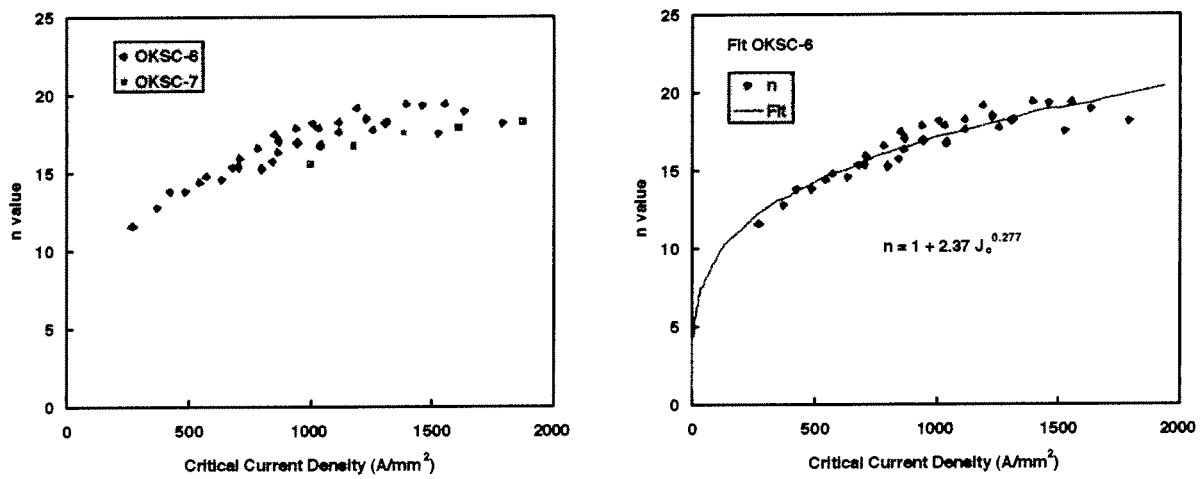 25
20
15
10
5
0
n value
OKSC-6
OKSC-7
0 500 1000 1500 2000
Critical Current Density (A/mm²)
25
20
15
10
5
0
n value
Fit OKSC-6
n
Fit
n = 1 + 2.37 Jc^0.277
0 500 1000 1500 2000
Critical Current Density (A/mm²)